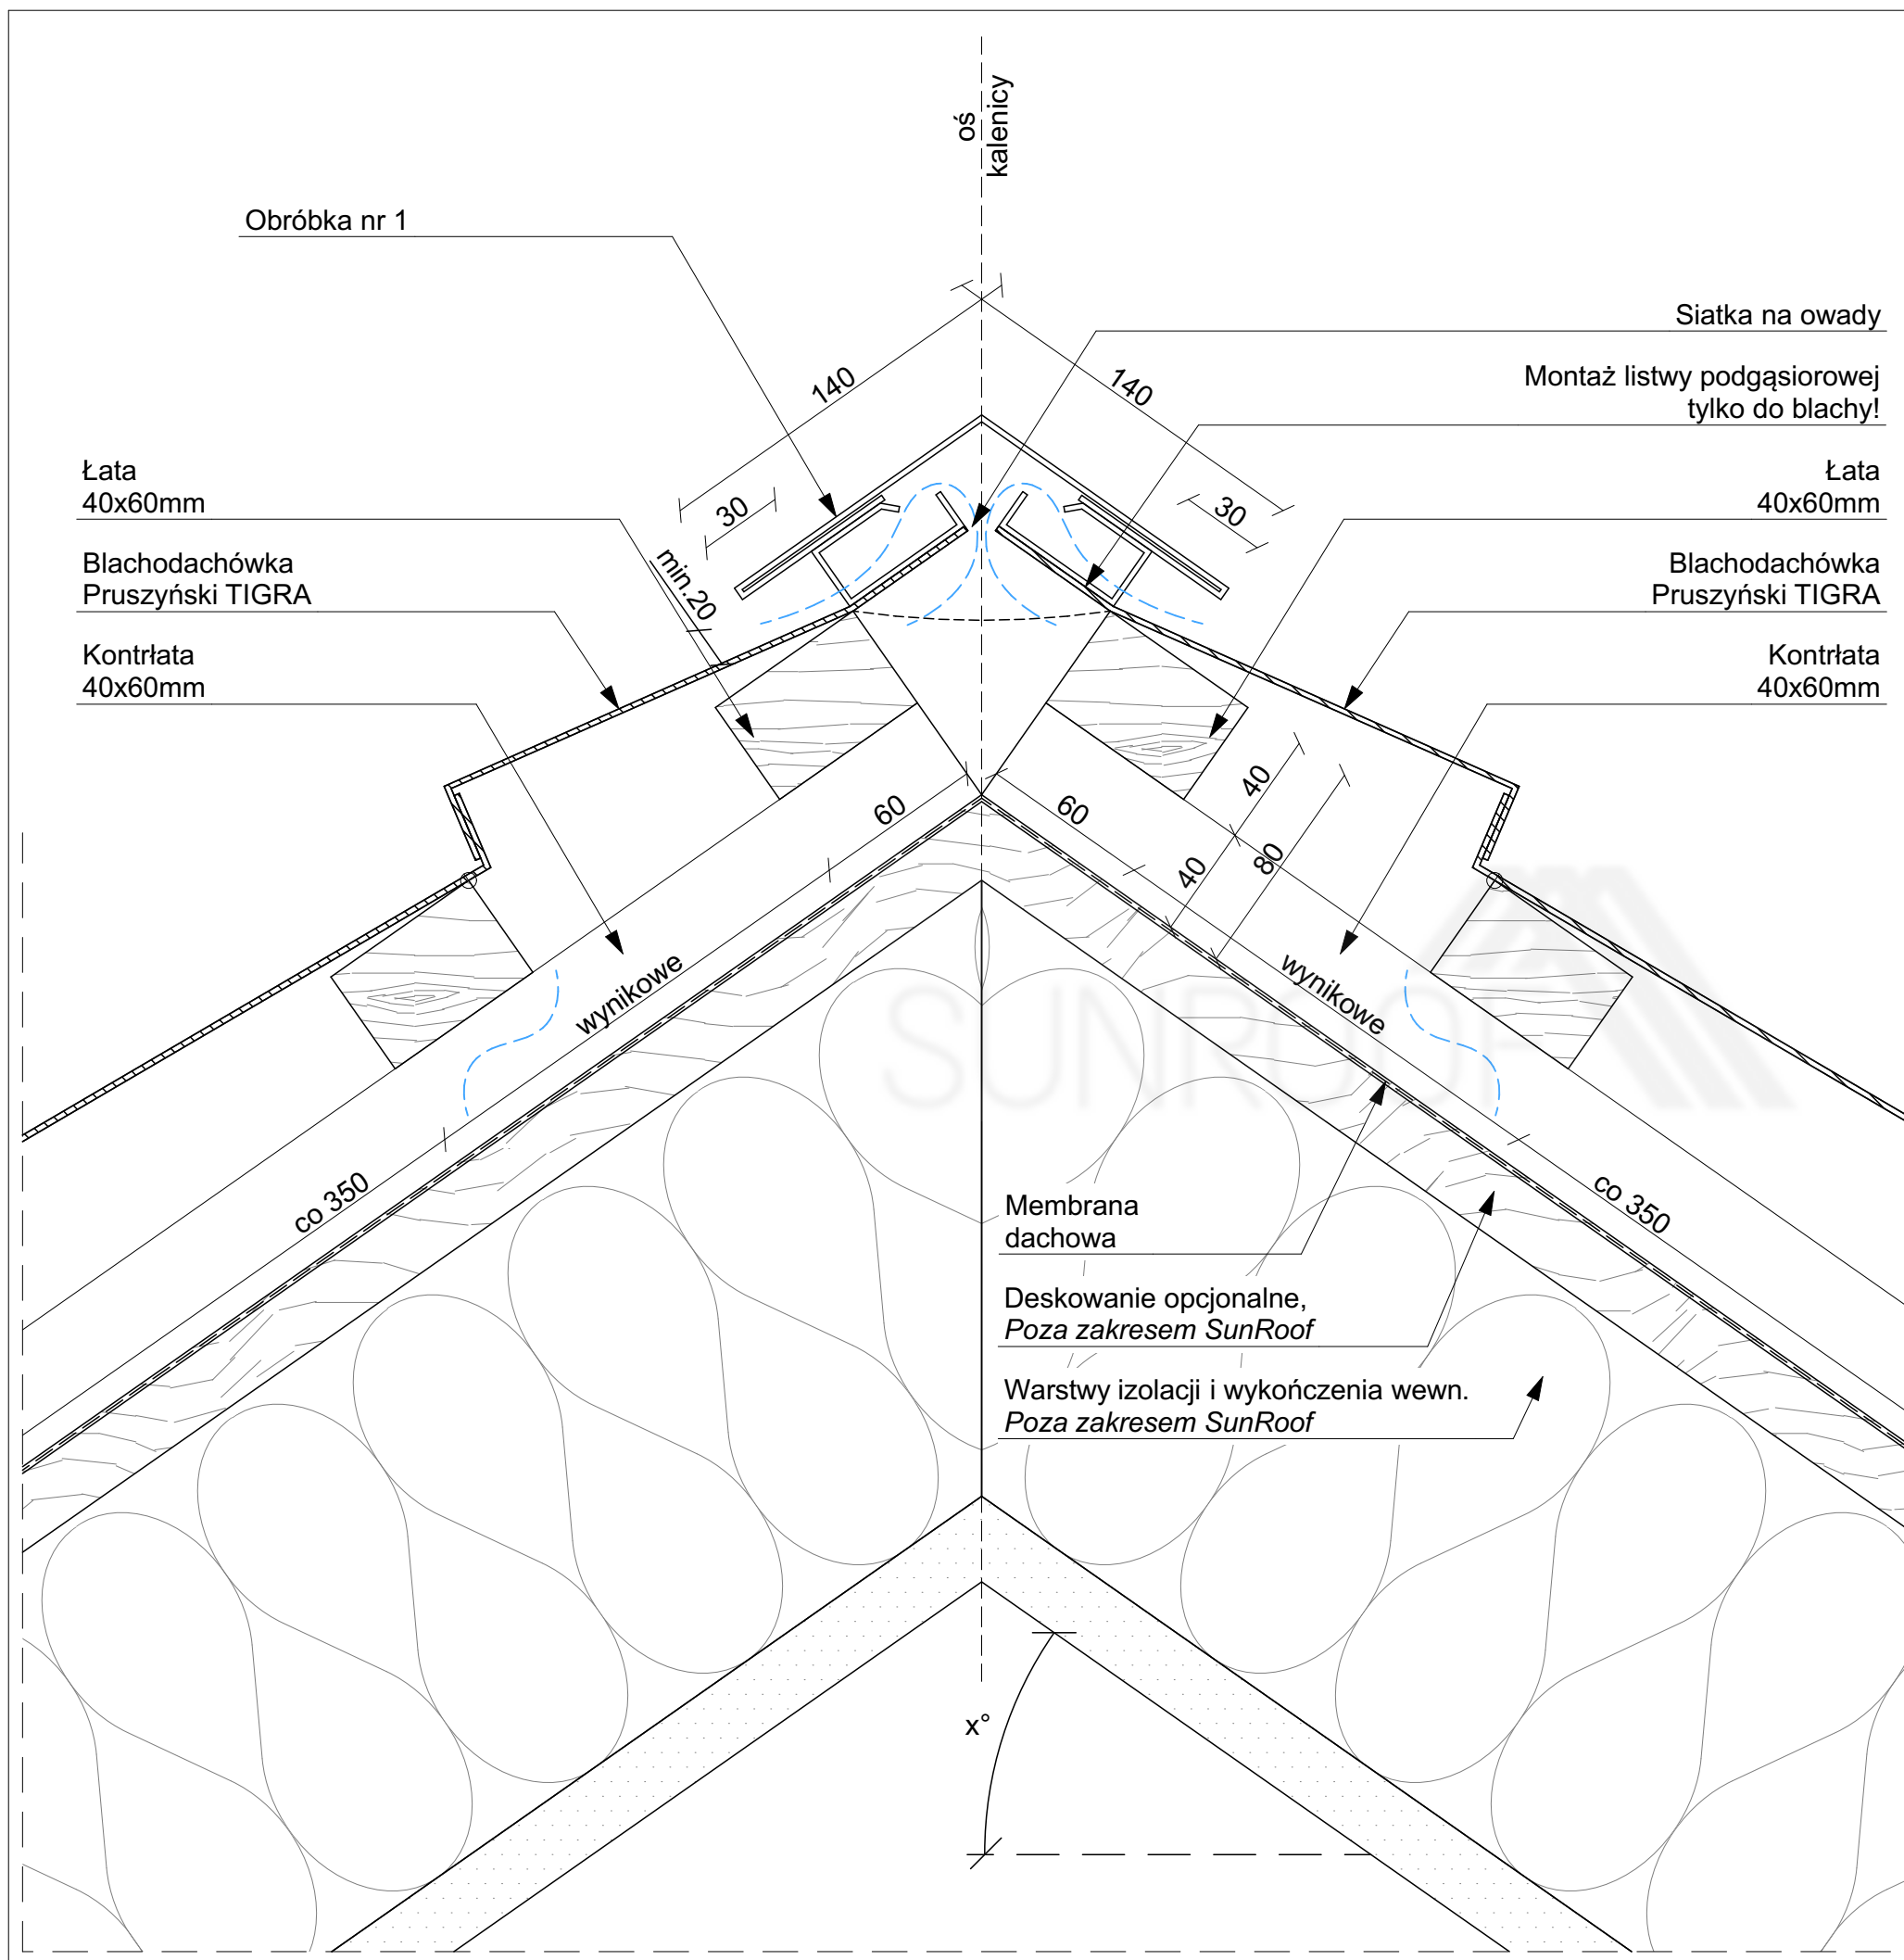 oś
kalenicy
Obróbka nr 1
Siatka na owady
140
140
Montaż listwy podgąsiorowej
tylko do blachy!
Łata
40x60mm
30
30
Łata
40x60mm
Blachodachówka
Pruszyński TIGRA
min.20
Blachodachówka
Pruszyński TIGRA
Kontrłata
40x60mm
Kontrłata
40x60mm
60
60
40
40
80
wynikowe
wynikowe
SUNROOF
co 350
co 350
Membrana
dachowa
Deskowanie opcjonalne,
Poza zakresem SunRoof
Warstwy izolacji i wykończenia wewn.
Poza zakresem SunRoof
x°